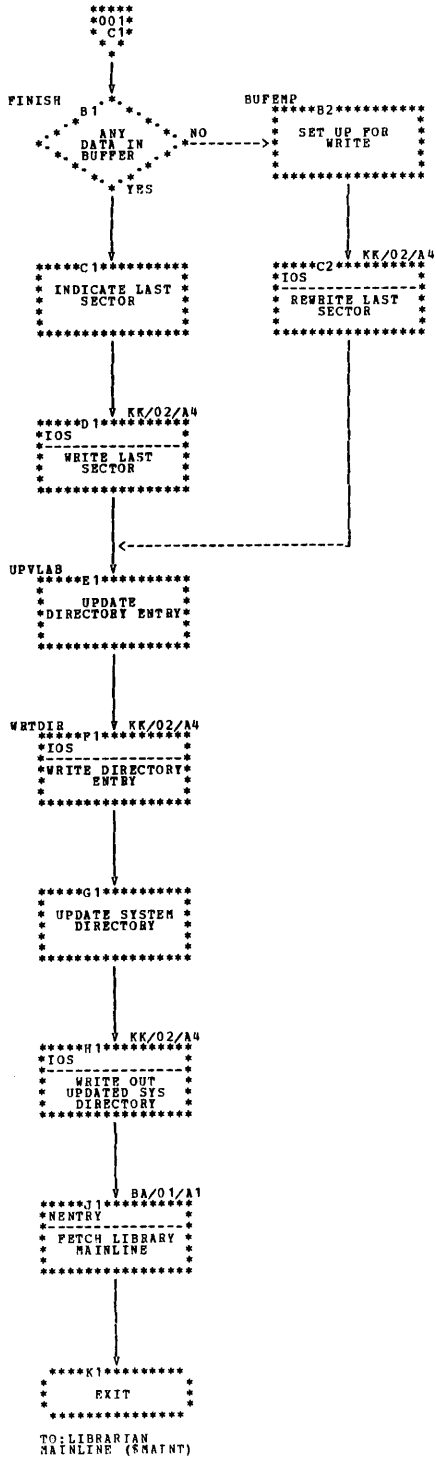 001
C1
FINISH
B1
ANY
DATA IN
BUFFER
NO
YES
BUFEMP
B2
SET UP FOR
WRITE
C1
INDICATE LAST
SECTOR
KK/02/A4
C2
IOS
REWRITE LAST
SECTOR
KK/02/A4
D1
IOS
WRITE LAST
SECTOR
UPVLAB
E1
UPDATE
DIRECTORY ENTRY
WRTDIR
KK/02/A4
F1
IOS
WRITE DIRECTORY
ENTRY
G1
UPDATE SYSTEM
DIRECTORY
KK/02/A4
H1
IOS
WRITE OUT
UPDATED SYS
DIRECTORY
BA/01/A1
J1
NENTRY
FETCH LIBRARY
MAINLINE
K1
EXIT
TO:LIBRARIAN
MAINLINE ($MAINT)